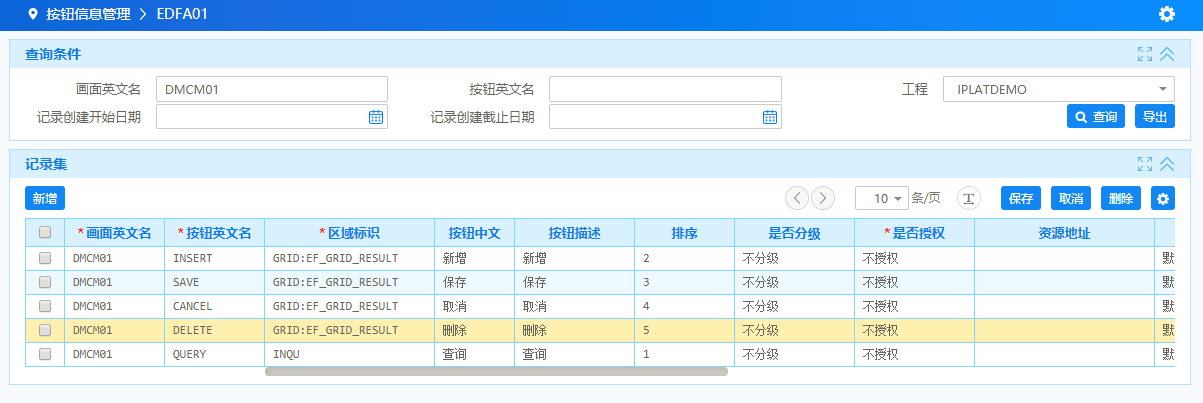 按钮信息管理 > EDFA01
查询条件
画面英文名 DMCM01 按钮英文名 工程 IPLATDEMO
记录创建开始日期 记录创建截止日期 查询 导出
记录集
新增 10 条/页 T 保存 取消 删除
*画面英文名 *按钮英文名 *区域标识 按钮中文 按钮描述 排序 是否分级 *是否授权 资源地址
DMCM01 INSERT GRID:EF_GRID_RESULT 新增 新增 2 不分级 不授权 默
DMCM01 SAVE GRID:EF_GRID_RESULT 保存 保存 3 不分级 不授权 默
DMCM01 CANCEL GRID:EF_GRID_RESULT 取消 取消 4 不分级 不授权 默
DMCM01 DELETE GRID:EF_GRID_RESULT 删除 删除 5 不分级 不授权 默
DMCM01 QUERY INQU 查询 查询 1 不分级 不授权 默